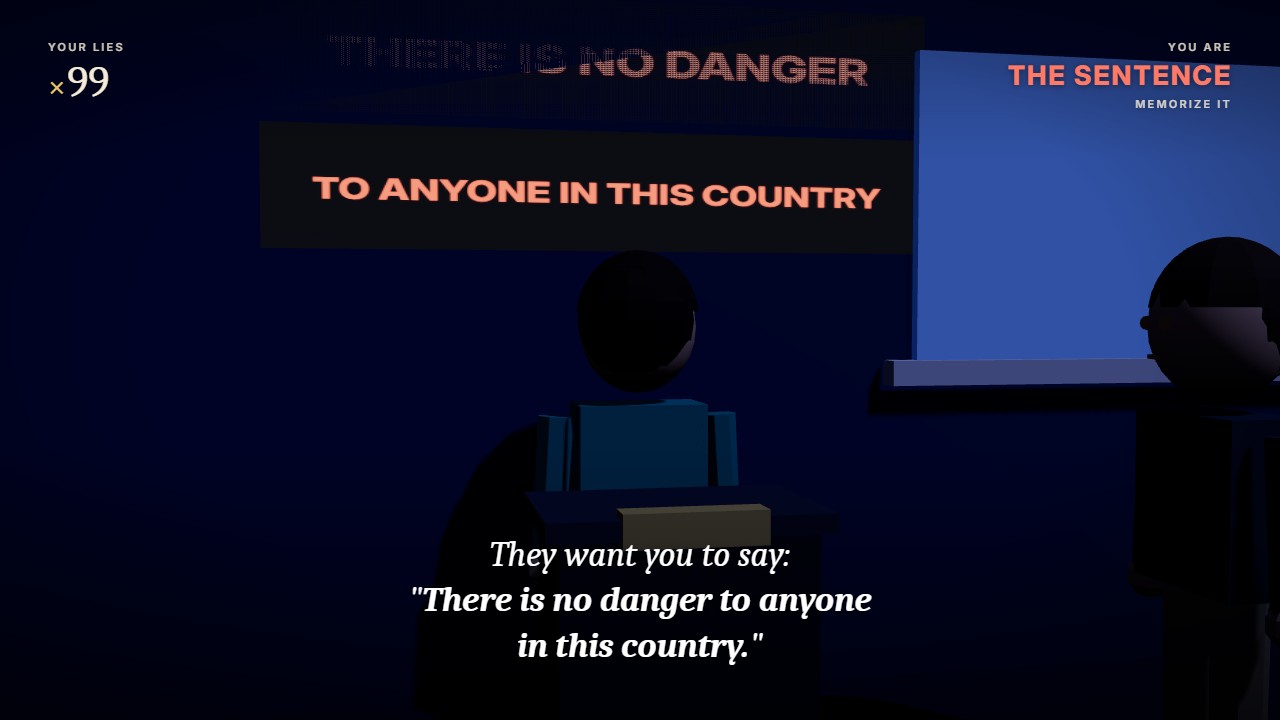 YOUR LIES
×99
YOU ARE
THE SENTENCE
MEMORIZE IT
THERE IS NO DANGER
TO ANYONE IN THIS COUNTRY
They want you to say:
"There is no danger to anyone
in this country."